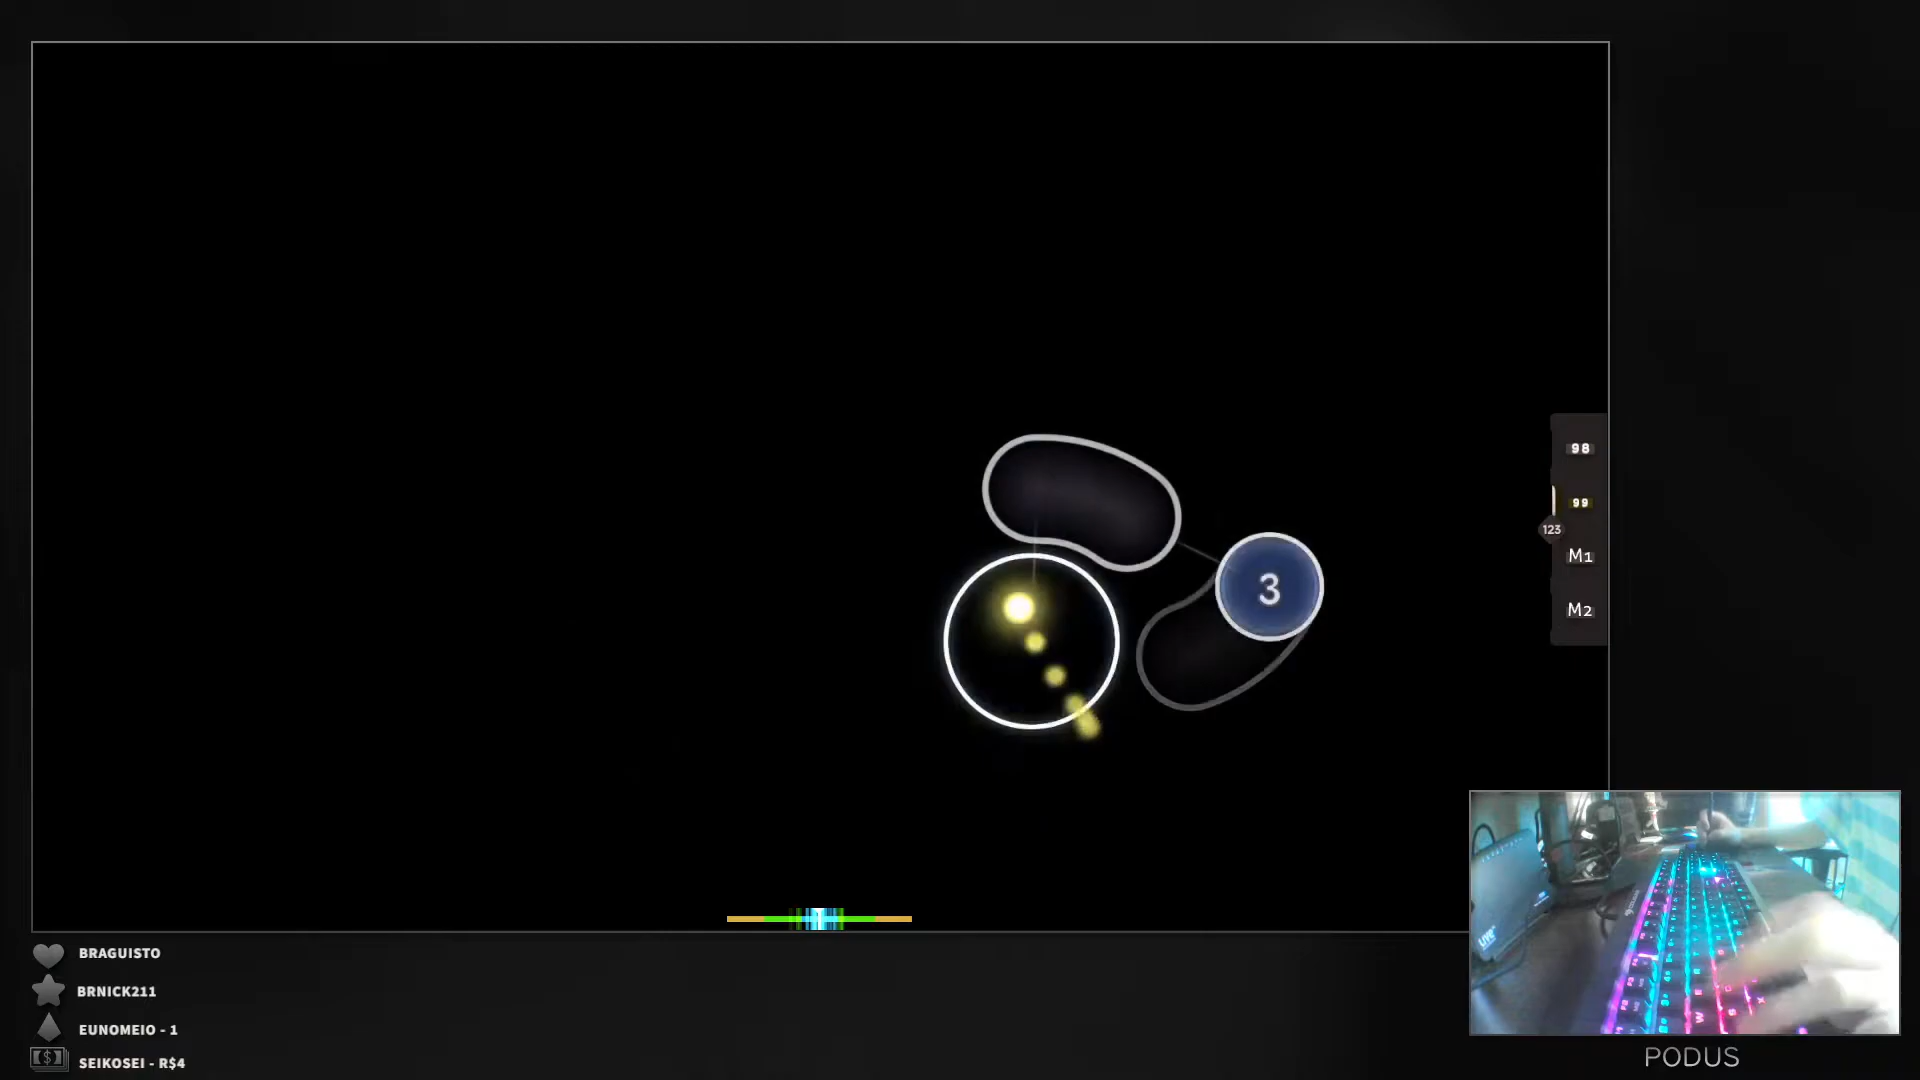 98
99
123
M1
3
M2
BRAGUISTO
BRNICK211
EUNOMEIO - 1
SEIKOSEI - R$4
PODUS